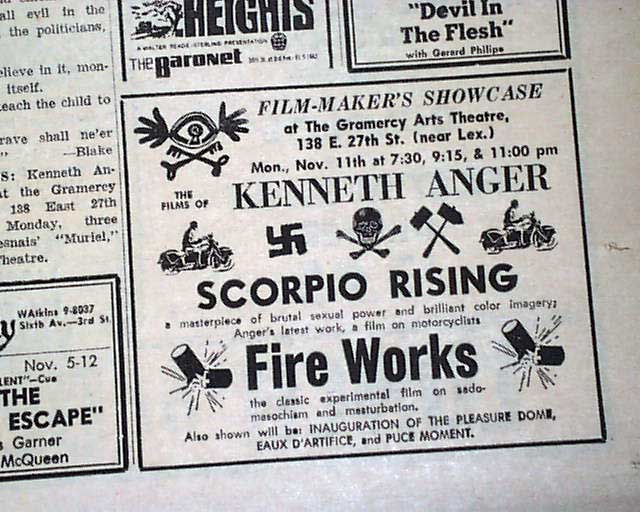 all evil in the
the politicians,
elieve in it, mon-
itself.
teach the child to
rave shall ne'er
—Blake
S: Kenneth An-
at the Gramercy
138 East 27th
Monday, three
esnais' "Muriel,"
Theatre.
WAtkins 9-8037
Sixth Av.—3rd St.
Nov. 5-12
LENT"—Cue
THE
ESCAPE"
s Garner
McQueen
HEIGHTS
A WALTER READE/STERLING PRESENTATION
THE Baronet
"Devil In
The Flesh"
with Gerard Philipe
FILM-MAKER'S SHOWCASE
at The Gramercy Arts Theatre,
138 E. 27th St. (near Lex.)
Mon., Nov. 11th at 7:30, 9:15, & 11:00 pm
THE FILMS OF KENNETH ANGER
SCORPIO RISING
a masterpiece of brutal sexual power and brilliant color imagery;
Anger's latest work, a film on motorcyclists
Fire Works
the classic experimental film on sado-
masochism and masturbation.
Also shown will be: INAUGURATION OF THE PLEASURE DOME,
EAUX D'ARTIFICE, and PUCE MOMENT.